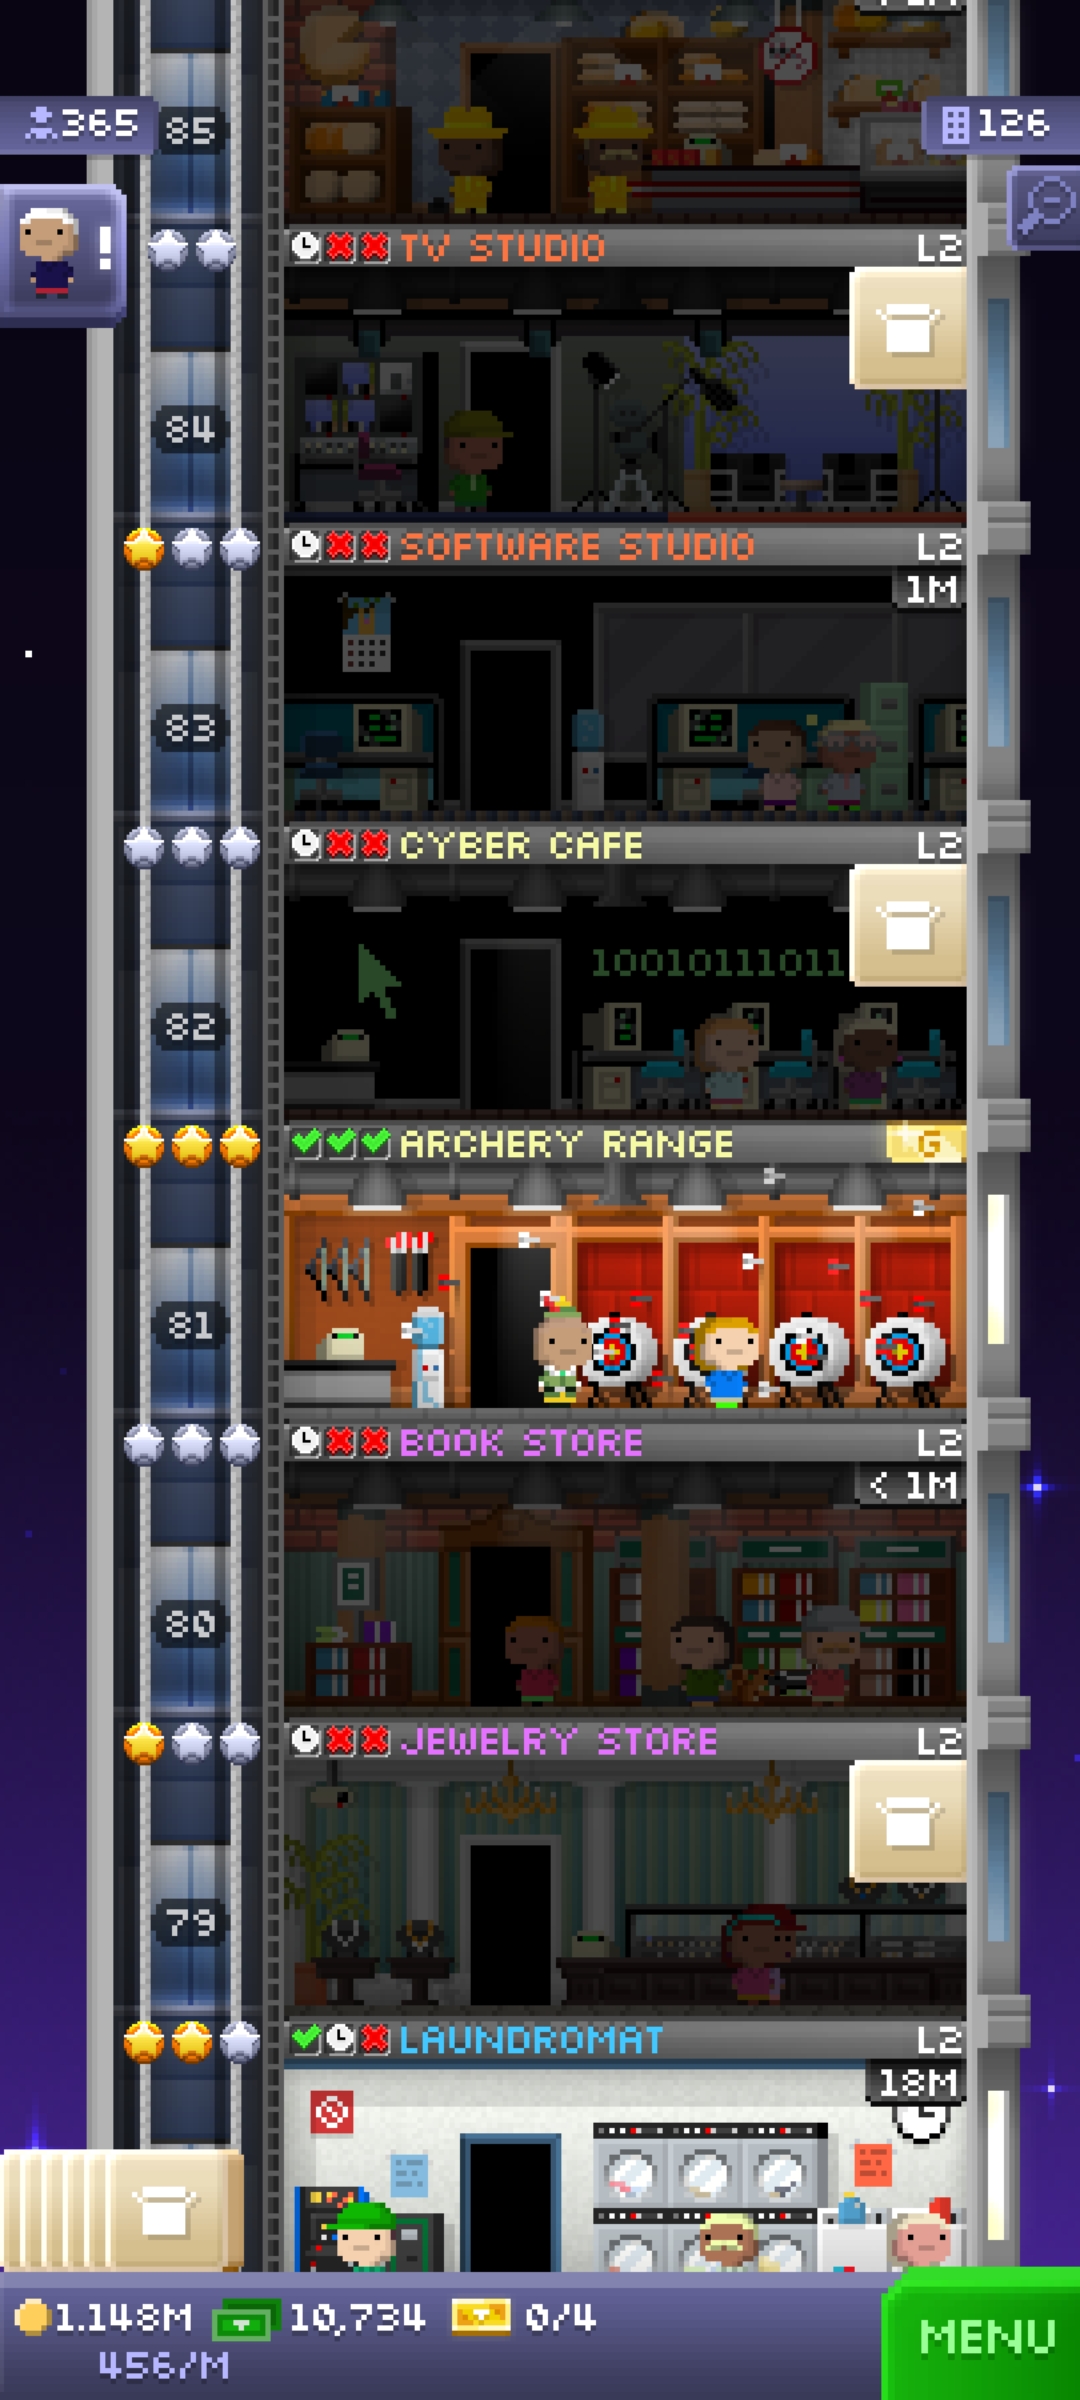 365
85
126
!
TV STUDIO
L2
84
SOFTWARE STUDIO
L2
1M
83
CYBER CAFE
L2
10010111011
82
ARCHERY RANGE
G
81
BOOK STORE
L2
< 1M
80
JEWELRY STORE
L2
79
LAUNDROMAT
L2
18M
1.148M
10,734
0/4
456/M
MENU